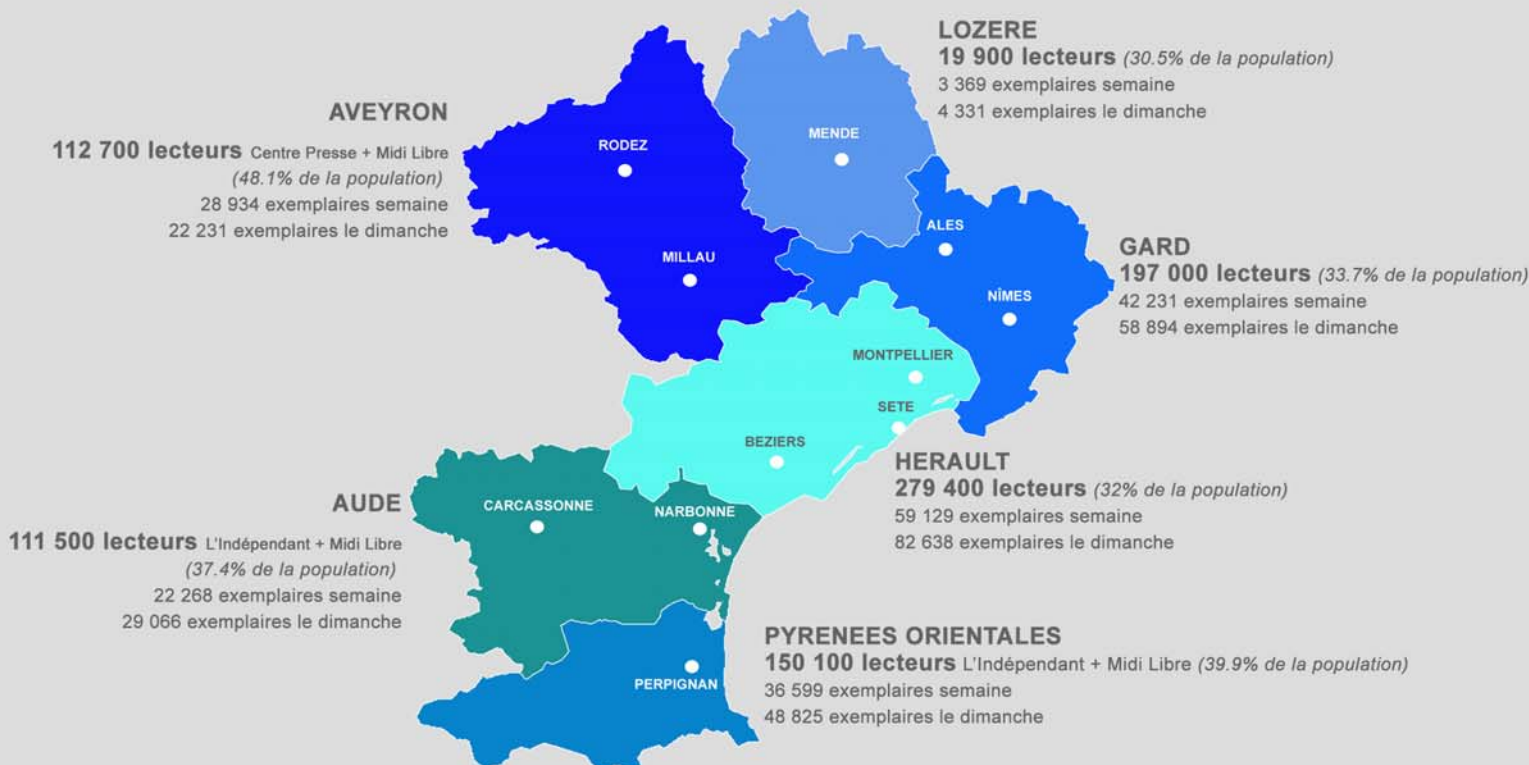 LOZERE
19 900 lecteurs (30.5% de la population)
3 369 exemplaires semaine
4 331 exemplaires le dimanche
AVEYRON
112 700 lecteurs Centre Presse + Midi Libre
(48.1% de la population)
28 934 exemplaires semaine
22 231 exemplaires le dimanche
RODEZ
MENDE
MILLAU
ALES
NÎMES
GARD
197 000 lecteurs (33.7% de la population)
42 231 exemplaires semaine
58 894 exemplaires le dimanche
MONTPELLIER
SETE
BEZIERS
HERAULT
279 400 lecteurs (32% de la population)
59 129 exemplaires semaine
82 638 exemplaires le dimanche
AUDE
111 500 lecteurs L'Indépendant + Midi Libre
(37.4% de la population)
22 268 exemplaires semaine
29 066 exemplaires le dimanche
CARCASSONNE
NARBONNE
PYRENEES ORIENTALES
150 100 lecteurs L'Indépendant + Midi Libre (39.9% de la population)
36 599 exemplaires semaine
48 825 exemplaires le dimanche
PERPIGNAN